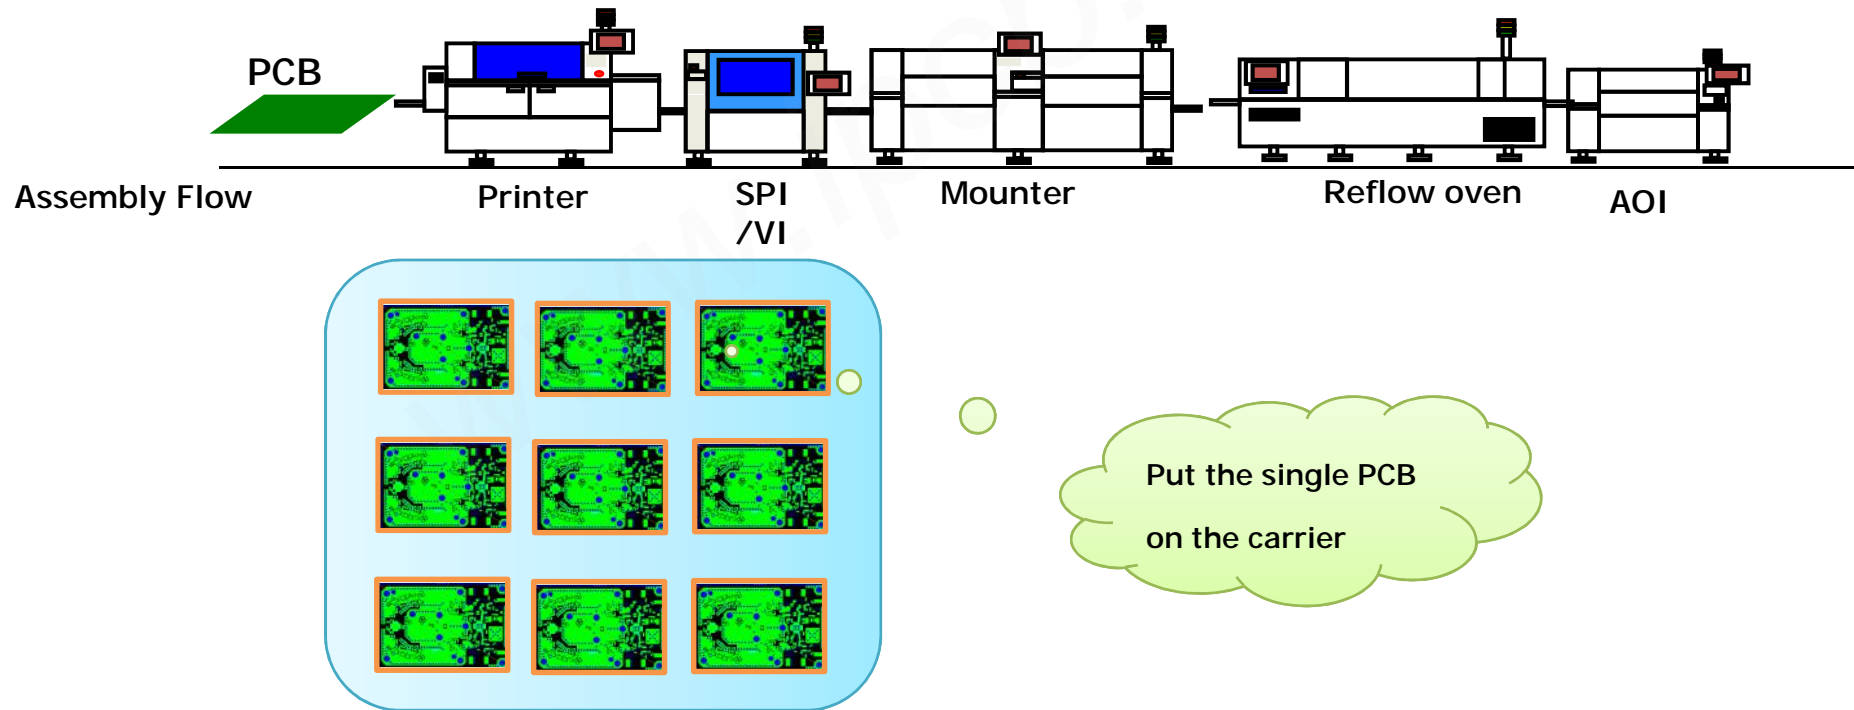 PCB
Assembly Flow
Printer
SPI
/VI
Mounter
Reflow oven
AOI
Put the single PCB
on the carrier